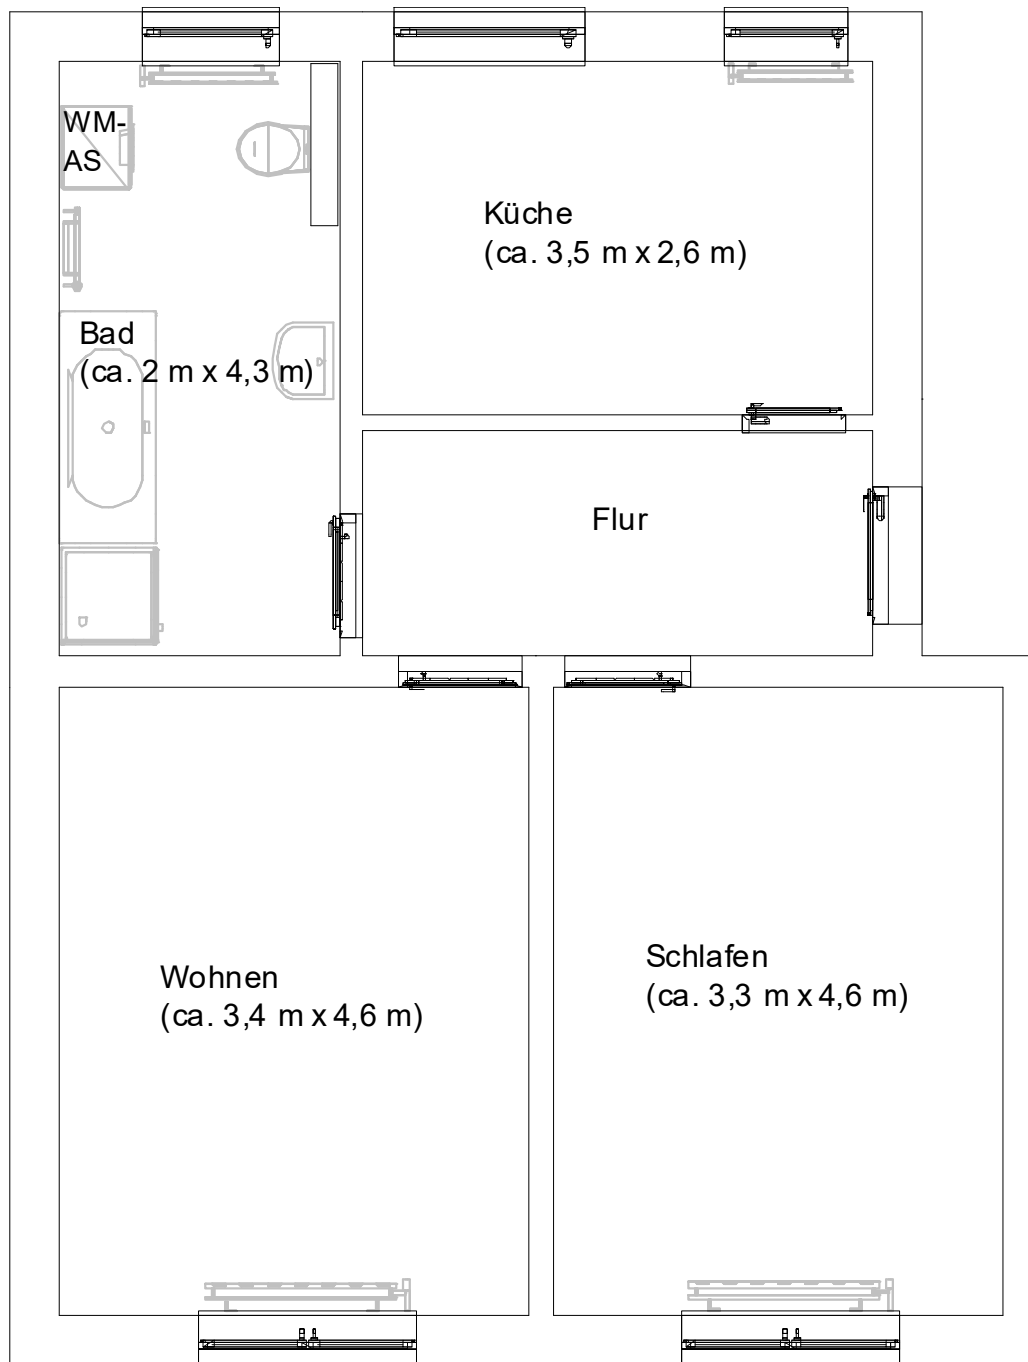 WM-
AS
Küche
(ca. 3,5 m x 2,6 m)
Bad
(ca. 2 m x 4,3 m)
Flur
Wohnen
(ca. 3,4 m x 4,6 m)
Schlafen
(ca. 3,3 m x 4,6 m)